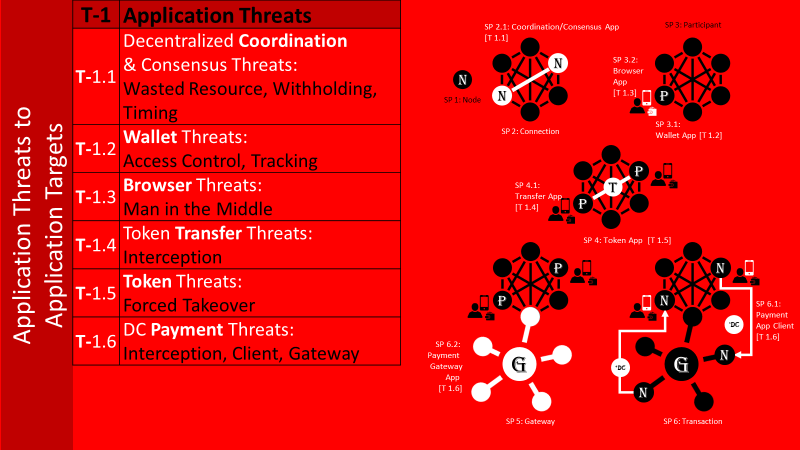 Application Threats to
Application Targets
T-1 Application Threats
T-1.1 Decentralized Coordination
& Consensus Threats:
Wasted Resource, Withholding,
Timing
T-1.2 Wallet Threats:
Access Control, Tracking
T-1.3 Browser Threats:
Man in the Middle
T-1.4 Token Transfer Threats:
Interception
T-1.5 Token Threats:
Forced Takeover
T-1.6 DC Payment Threats:
Interception, Client, Gateway
SP 2.1: Coordination/Consensus App
[T 1.1]
N
N
N
SP 1: Node
SP 2: Connection
SP 3: Participant
SP 3.2:
Browser
App
[T 1.3]
P
SP 3.1:
Wallet App [T 1.2]
SP 4.1:
Transfer App
[T 1.4]
P
T
P
SP 4: Token App [T 1.5]
P
P
SP 6.2:
Payment
Gateway
App
[T 1.6]
G
SP 5: Gateway
N
N
SP 6.1:
Payment
App Client
[T 1.6]
"DC
"DC
G
N
N
SP 6: Transaction